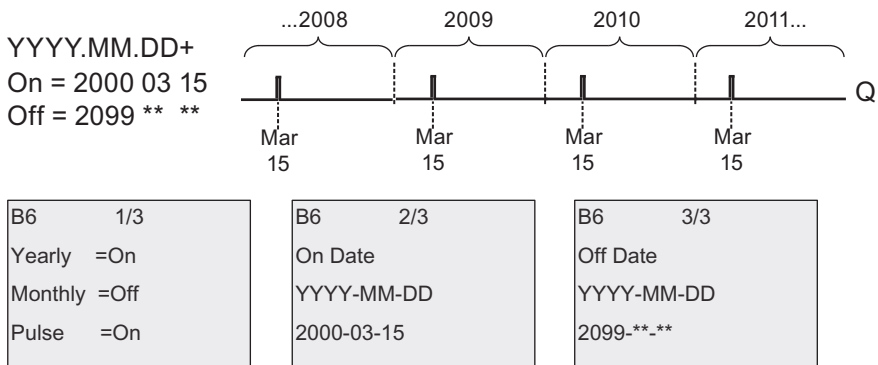 ...2008 2009 2010 2011...
YYYY.MM.DD+
On = 2000 03 15
Off = 2099 ** **
Q
Mar Mar Mar Mar
15 15 15 15
B6 1/3
Yearly =On
Monthly =Off
Pulse =On
B6 2/3
On Date
YYYY-MM-DD
2000-03-15
B6 3/3
Off Date
YYYY-MM-DD
2099-**-**